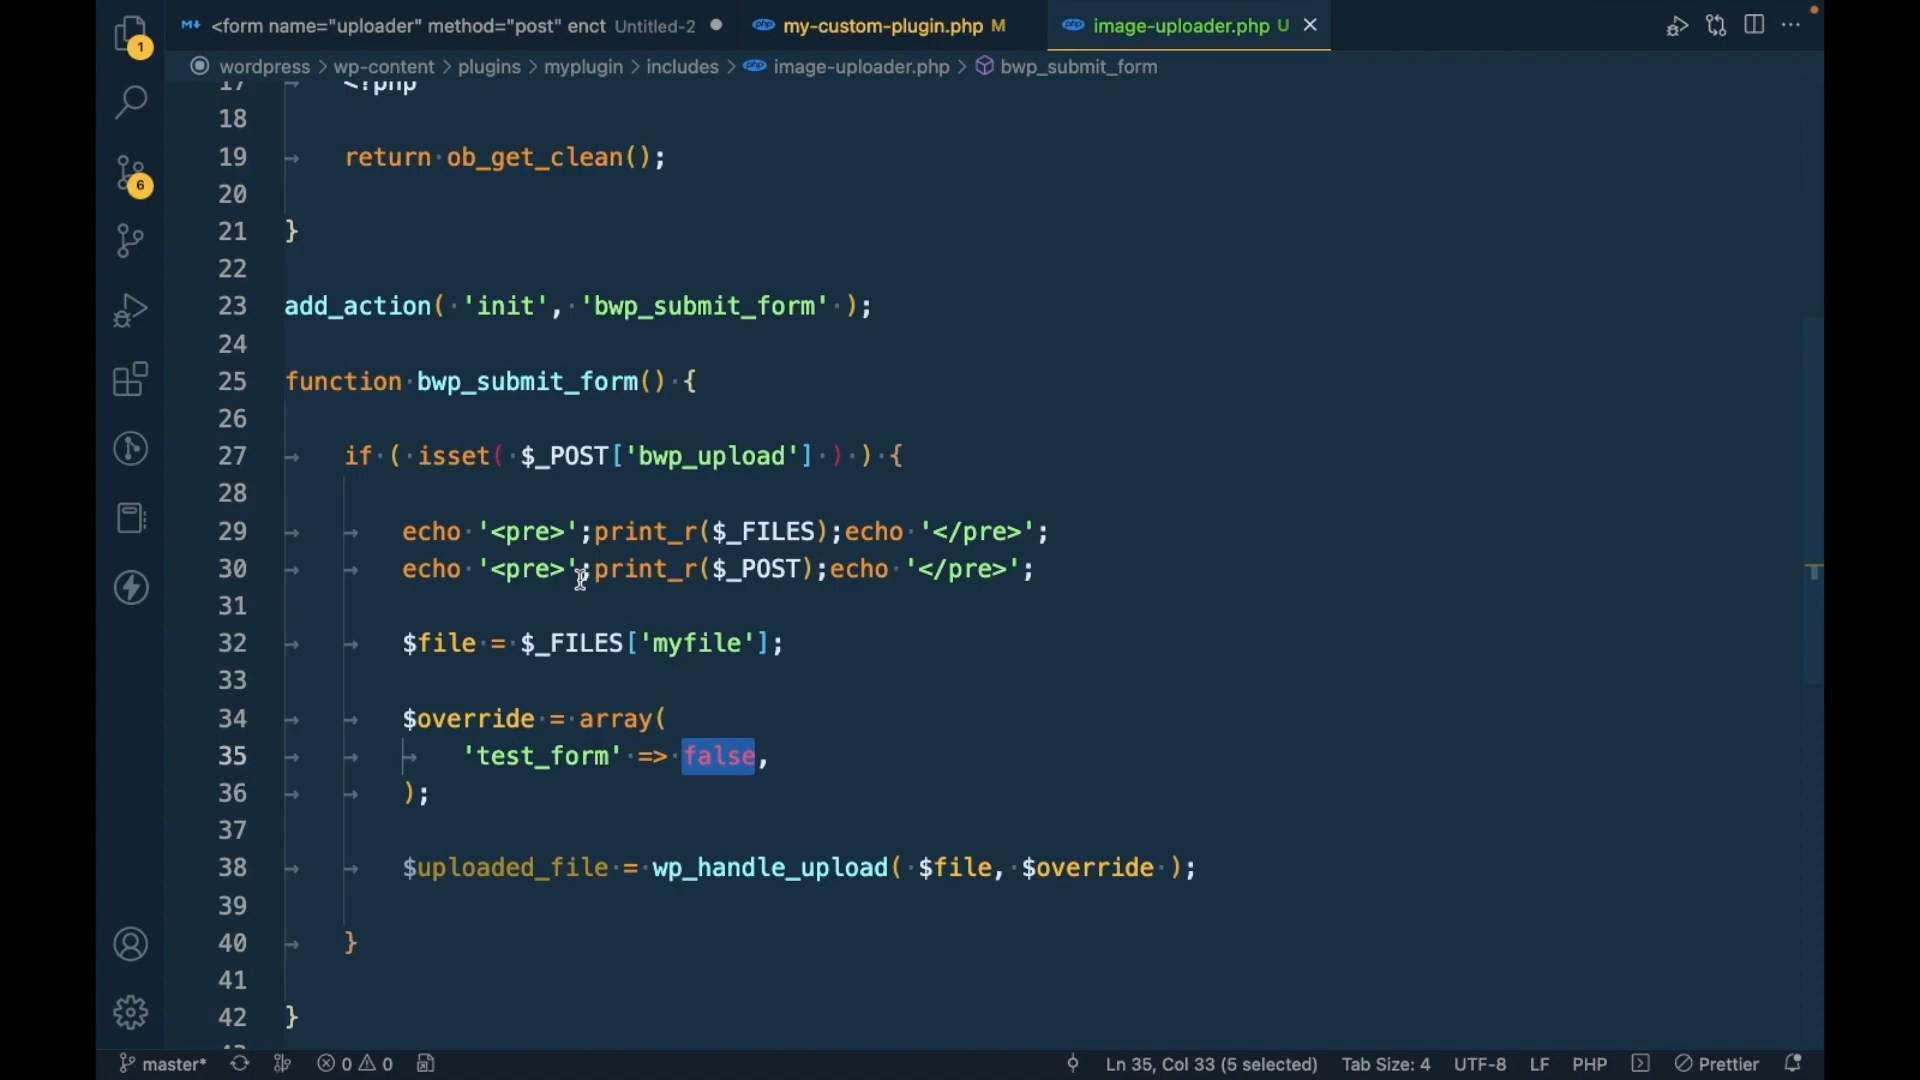 <form name="uploader" method="post" enct Untitled-2
my-custom-plugin.php M
image-uploader.php U
wordpress > wp-content > plugins > myplugin > includes > image-uploader.php > bwp_submit_form
1
6
17 <?php
18
19 return ob_get_clean();
20
21 }
22
23 add_action( 'init', 'bwp_submit_form' );
24
25 function bwp_submit_form() {
26
27 if ( isset( $_POST['bwp_upload'] ) ) {
28
29 echo '<pre>';print_r($_FILES);echo '</pre>';
30 echo '<pre>';print_r($_POST);echo '</pre>';
31
32 $file = $_FILES['myfile'];
33
34 $override = array(
35 'test_form' => false,
36 );
37
38 $uploaded_file = wp_handle_upload( $file, $override );
39
40 }
41
42 }
master* 0 0 Ln 35, Col 33 (5 selected) Tab Size: 4 UTF-8 LF PHP Prettier